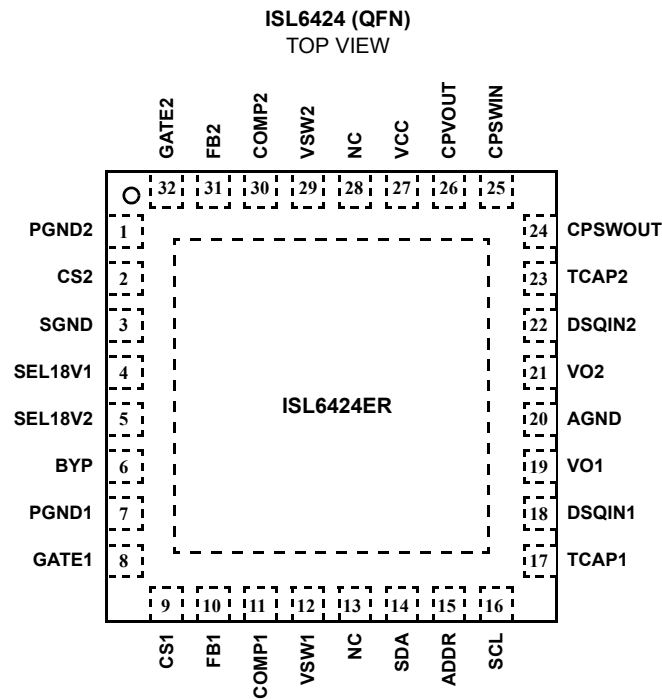 ISL6424 (QFN)
TOP VIEW
GATE2
FB2
COMP2
VSW2
NC
VCC
CPVOUT
CPSWIN
32 31 30 29 28 27 26 25
PGND2 1
CS2 2
SGND 3
SEL18V1 4
SEL18V2 5
BYP 6
PGND1 7
GATE1 8
ISL6424ER
24 CPSWOUT
23 TCAP2
22 DSQIN2
21 VO2
20 AGND
19 VO1
18 DSQIN1
17 TCAP1
9 10 11 12 13 14 15 16
CS1
FB1
COMP1
VSW1
NC
SDA
ADDR
SCL